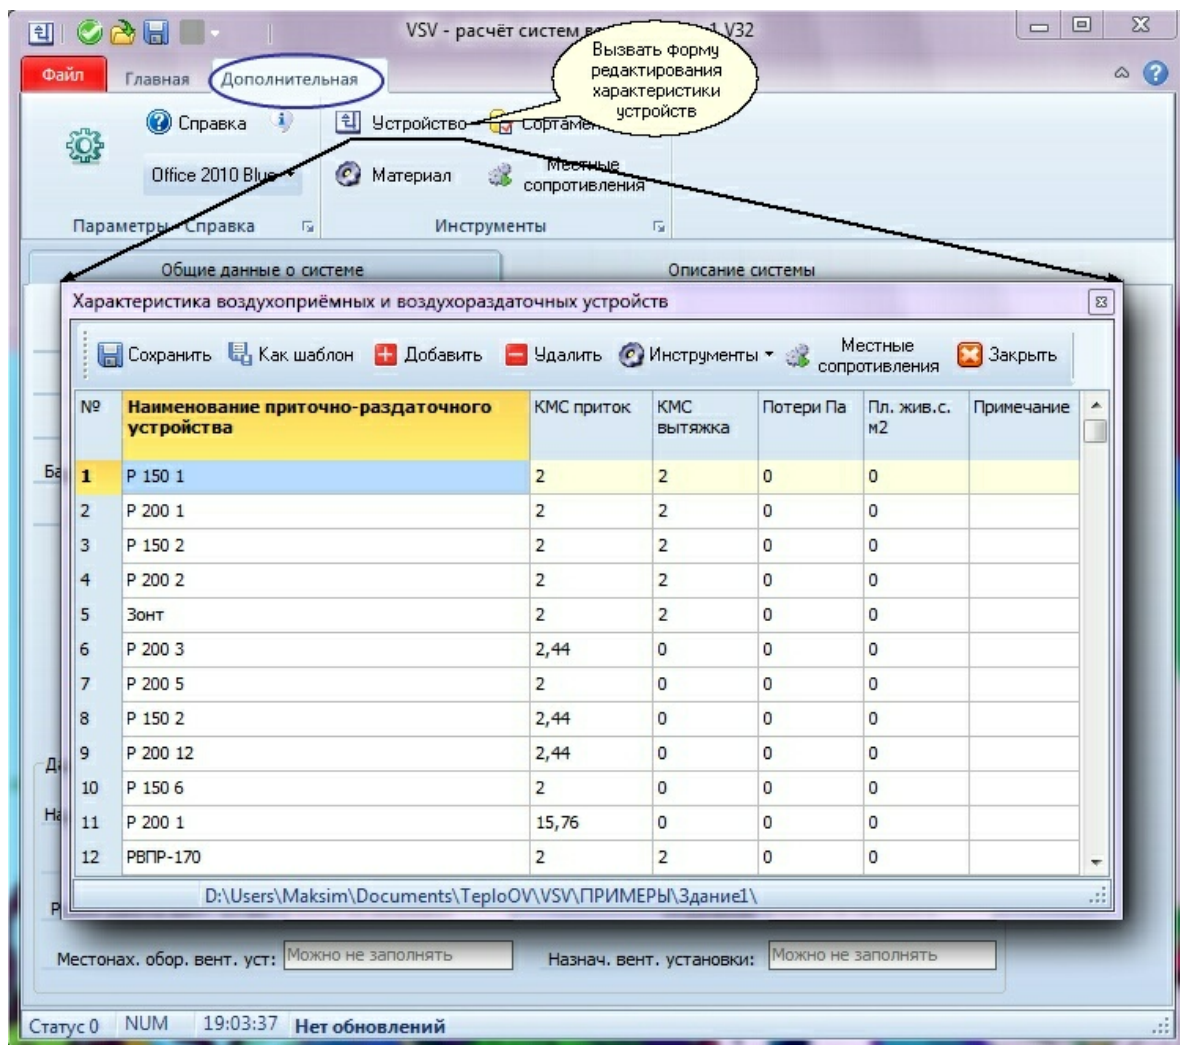 VSV - расчёт систем 1 V32
Вызвать форму
редактирования
характеристики
устройств
Файл Главная Дополнительная
Справка Устройство
Office 2010 Blue Материал Местные
сопротивления
Параметры Справка Инструменты
Общие данные о системе Описание системы
Характеристика воздухоприёмных и воздухораздаточных устройств
Сохранить Как шаблон Добавить Удалить Инструменты Местные
сопротивления Закрыть
№ Наименование приточно-раздаточного
устройства КМС приток КМС
вытяжка Потери Па Пл. жив.с.
м2 Примечание
1 Р 150 1 2 2 0 0
2 Р 200 1 2 2 0 0
3 Р 150 2 2 2 0 0
4 Р 200 2 2 2 0 0
5 Зонт 2 2 0 0
6 Р 200 3 2,44 0 0 0
7 Р 200 5 2 0 0 0
8 Р 150 2 2,44 0 0 0
9 Р 200 12 2,44 0 0 0
10 Р 150 6 2 0 0 0
11 Р 200 1 15,76 0 0 0
12 РВПР-170 2 2 0 0
D:\Users\Maksim\Documents\TeploOV\VSV\ПРИМЕРЫ\Здание1\
Местонах. обор. вент. уст: Можно не заполнять Назнач. вент. установки: Можно не заполнять
Статус 0 NUM 19:03:37 Нет обновлений